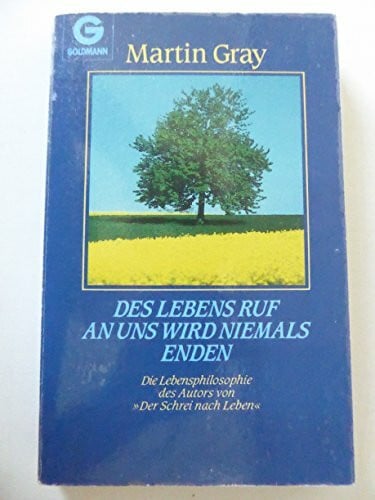 G
GOLDMANN
Martin Gray
DES LEBENS RUF
AN UNS WIRD NIEMALS
ENDEN
Die Lebensphilosophie
des Autors von
»Der Schrei nach Leben«